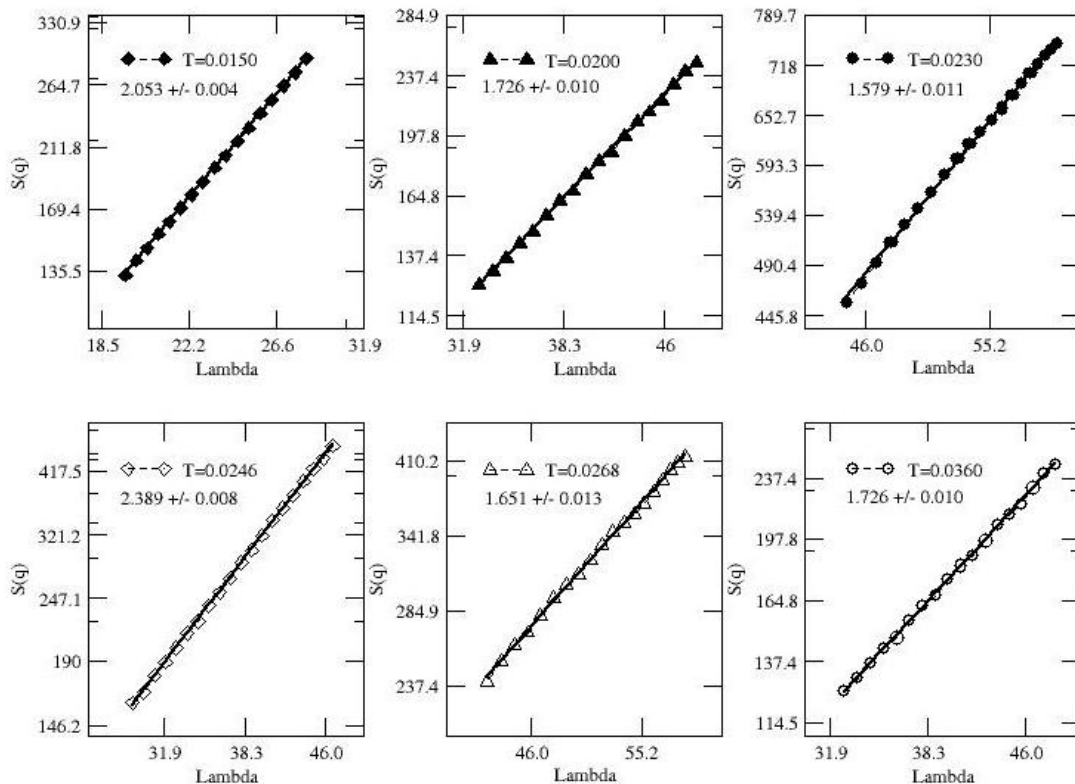 330.9
264.7
211.8
169.4
135.5
S(q)
T=0.0150
2.053 +/- 0.004
18.5 22.2 26.6 31.9
Lambda
284.9
237.4
197.8
164.8
137.4
114.5
S(q)
T=0.0200
1.726 +/- 0.010
31.9 38.3 46
Lambda
789.7
718
652.7
593.3
539.4
490.4
445.8
S(q)
T=0.0230
1.579 +/- 0.011
46.0 55.2
Lambda
417.5
321.2
247.1
190
146.2
S(q)
T=0.0246
2.389 +/- 0.008
31.9 38.3 46.0
Lambda
410.2
341.8
284.9
237.4
S(q)
T=0.0268
1.651 +/- 0.013
46.0 55.2
Lambda
237.4
197.8
164.8
137.4
114.5
S(q)
T=0.0360
1.726 +/- 0.010
31.9 38.3 46.0
Lambda